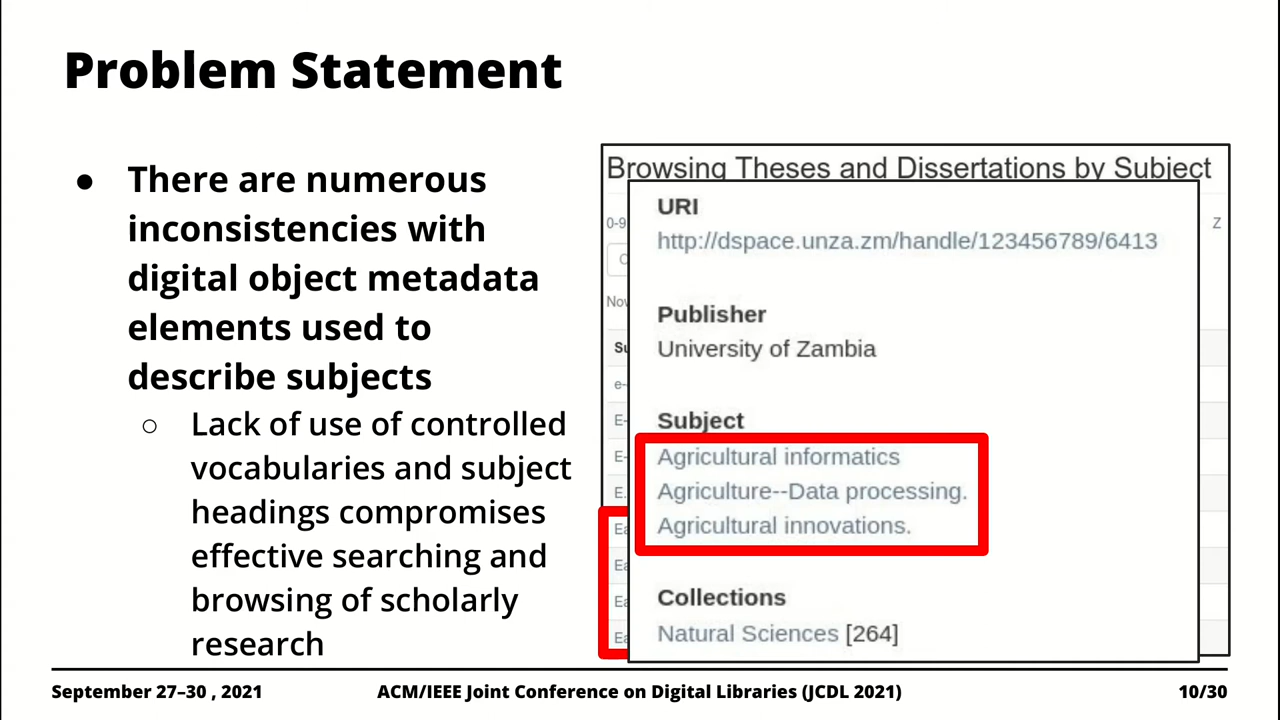 Problem Statement
● There are numerous
inconsistencies with
digital object metadata
elements used to
describe subjects
○ Lack of use of controlled
vocabularies and subject
headings compromises
effective searching and
browsing of scholarly
research
Browsing Theses and Dissertations by Subject
0-9
Z
URI
http://dspace.unza.zm/handle/123456789/6413
Publisher
University of Zambia
Subject
Agricultural informatics
Agriculture--Data processing.
Agricultural innovations.
Collections
Natural Sciences [264]
September 27–30 , 2021
ACM/IEEE Joint Conference on Digital Libraries (JCDL 2021)
10/30